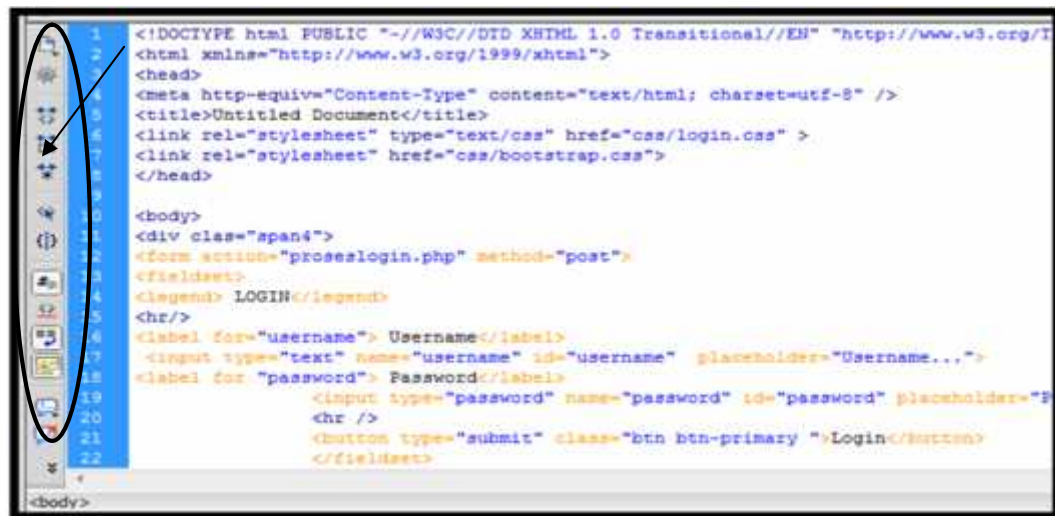 1 <!DOCTYPE html PUBLIC "-//W3C//DTD XHTML 1.0 Transitional//EN" "http://www.w3.org/T
2 <html xmlns="http://www.w3.org/1999/xhtml">
3 <head>
4 <meta http-equiv="Content-Type" content="text/html; charset=utf-8" />
5 <title>Untitled Document</title>
6 <link rel="stylesheet" type="text/css" href="css/login.css" >
7 <link rel="stylesheet" href="css/bootstrap.css">
8 </head>
9
10 <body>
11 <div clas="span4">
12 <form action="proseslogin.php" method="post">
13 <fieldset>
14 <legend> LOGIN</legend>
15 <hr/>
16 <label for="username"> Username</label>
17 <input type="text" name="username" id="username" placeholder="Username...">
18 <label for "password"> Password</label>
19 <input type="password" name="password" id="password" placeholder="P
20 <hr />
21 <button type="submit" class="btn btn-primary ">Login</button>
22 </fieldset>
<body>